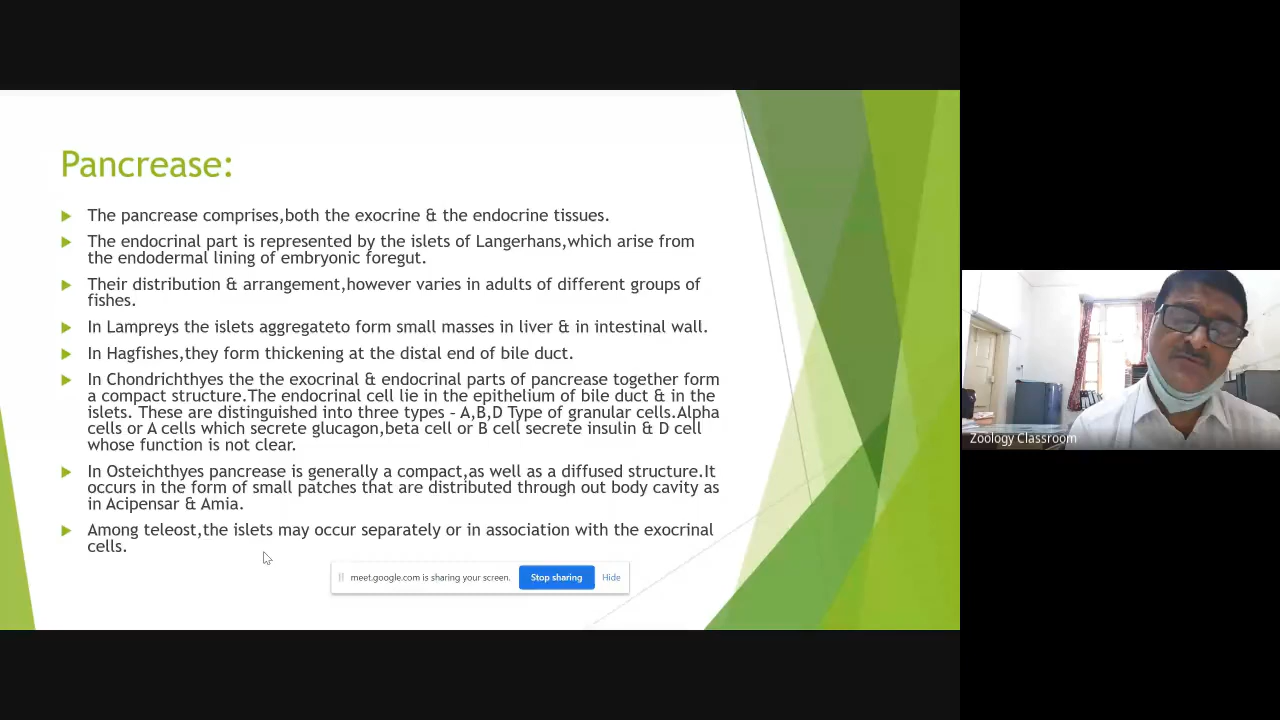 Pancrease:
The pancrease comprises,both the exocrine & the endocrine tissues.
The endocrinal part is represented by the islets of Langerhans,which arise from
the endodermal lining of embryonic foregut.
Their distribution & arrangement,however varies in adults of different groups of
fishes.
In Lampreys the islets aggregateto form small masses in liver & in intestinal wall.
In Hagfishes,they form thickening at the distal end of bile duct.
In Chondrichthyes the the exocrinal & endocrinal parts of pancrease together form
a compact structure.The endocrinal cell lie in the epithelium of bile duct & in the
islets. These are distinguished into three types – A,B,D Type of granular cells.Alpha
cells or A cells which secrete glucagon,beta cell or B cell secrete insulin & D cell
whose function is not clear.
In Osteichthyes pancrease is generally a compact,as well as a diffused structure.It
occurs in the form of small patches that are distributed through out body cavity as
in Acipensar & Amia.
Among teleost,the islets may occur separately or in association with the exocrinal
cells.
meet.google.com is sharing your screen. Stop sharing Hide
Zoology Classroom